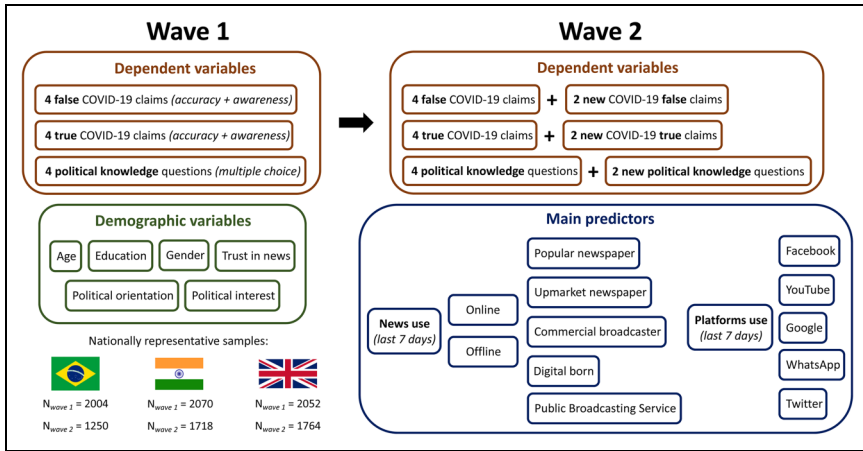 Wave 1
Dependent variables
4 false COVID-19 claims (accuracy + awareness)
4 true COVID-19 claims (accuracy + awareness)
4 political knowledge questions (multiple choice)
Demographic variables
Age
Education
Gender
Trust in news
Political orientation
Political interest
Nationally representative samples:
N wave 1 = 2004
N wave 1 = 2070
N wave 1 = 2052
N wave 2 = 1250
N wave 2 = 1718
N wave 2 = 1764
Wave 2
Dependent variables
4 false COVID-19 claims + 2 new COVID-19 false claims
4 true COVID-19 claims + 2 new COVID-19 true claims
4 political knowledge questions + 2 new political knowledge questions
Main predictors
News use
(last 7 days)
Online
Offline
Popular newspaper
Upmarket newspaper
Commercial broadcaster
Digital born
Public Broadcasting Service
Platforms use
(last 7 days)
Facebook
YouTube
Google
WhatsApp
Twitter